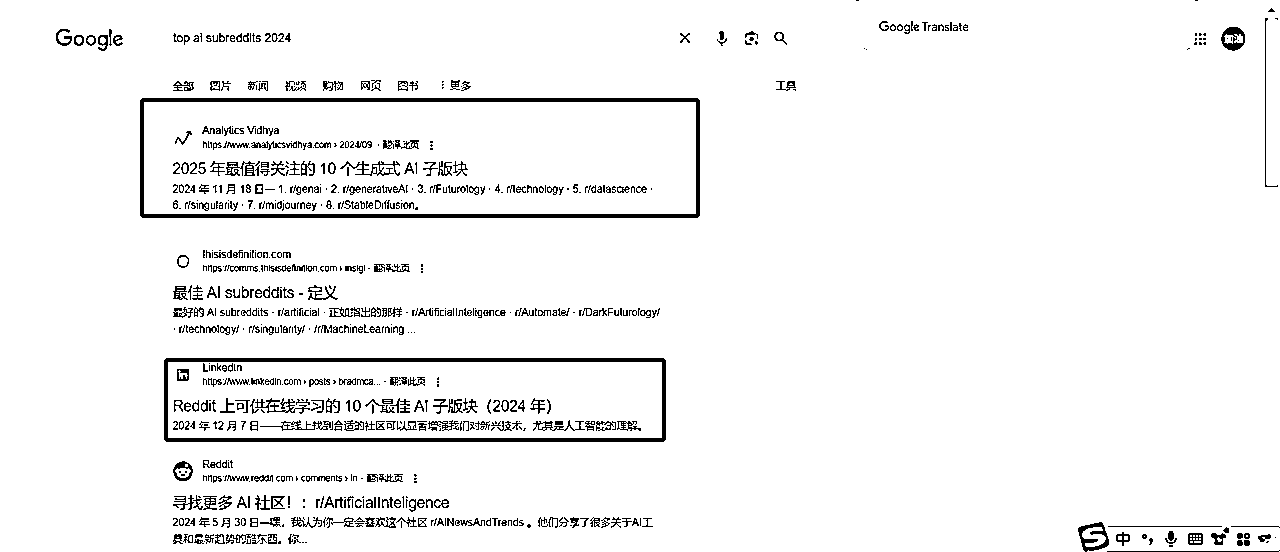 Google
top ai subreddits 2024
Google Translate
全部 图片 新闻 视频 购物 网页 图书 ⋮ 更多 工具
Analytics Vidhya
https://www.analyticsvidhya.com › 2024/09 · 翻译此页
2025 年最值得关注的 10 个生成式 AI 子版块
2024 年 11 月 18 日— 1. r/genai · 2. r/generativeAI · 3. r/Futurology · 4. r/technology · 5. r/datascience ·
6. r/singularity · 7. r/midjourney · 8. r/StableDiffusion。
thisisdefinition.com
https://comms.thisisdefinition.com › insigl · 翻译此页
最佳 AI subreddits - 定义
最好的 AI subreddits · r/artificial · 正如指出的那样 · r/ArtificialInteligence · r/Automate/ · r/DarkFuturology/
· r/technology/ · r/singularity/ · /r/MachineLearning ...
LinkedIn
https://www.linkedin.com › posts › bradmca... · 翻译此页
Reddit 上可供在线学习的 10 个最佳 AI 子版块（2024 年）
2024 年 12 月 7 日——在线上找到合适的社区可以显著增强我们对新兴技术，尤其是人工智能的理解。
Reddit
https://www.reddit.com › comments › ln · 翻译此页
寻找更多 AI 社区！：r/ArtificialInteligence
2024 年 5 月 30 日—嘿，我认为你一定会喜欢这个社区 r/AINewsAndTrends 。他们分享了很多关于AI工
具和最新趋势的酷东西。你...
中